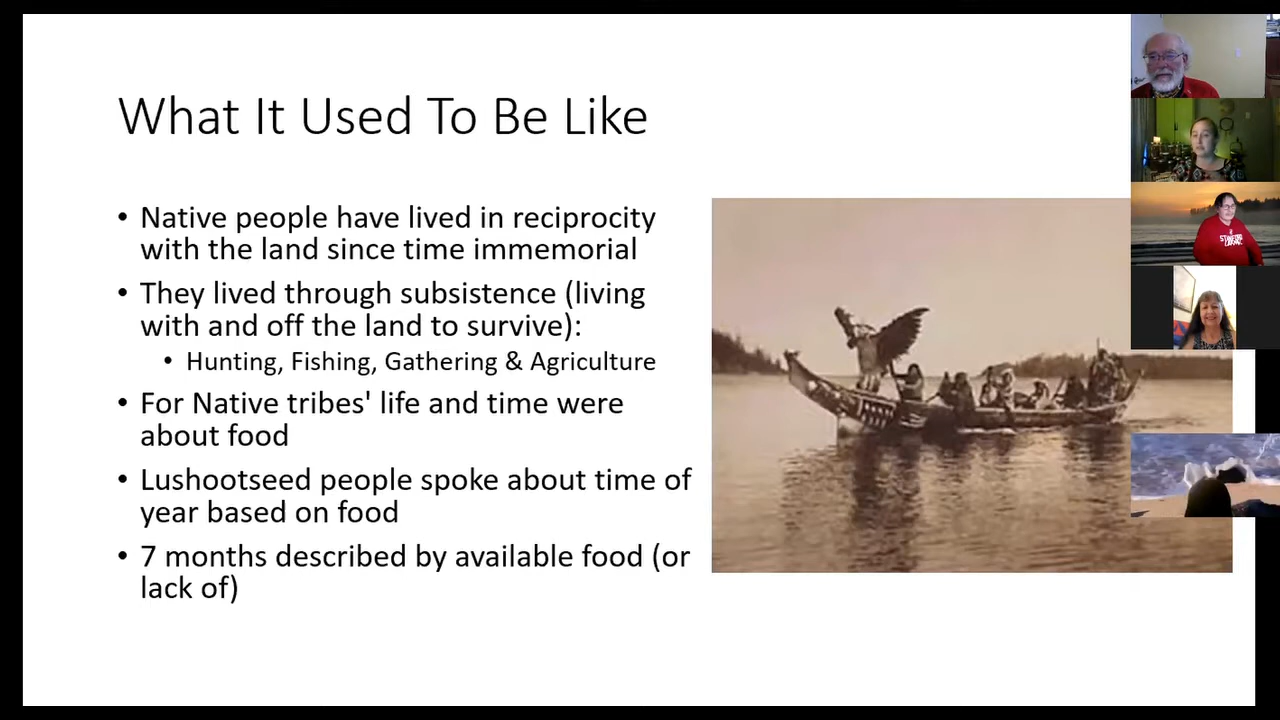 What It Used To Be Like
• Native people have lived in reciprocity
with the land since time immemorial
• They lived through subsistence (living
with and off the land to survive):
• Hunting, Fishing, Gathering & Agriculture
• For Native tribes' life and time were
about food
• Lushootseed people spoke about time of
year based on food
• 7 months described by available food (or
lack of)